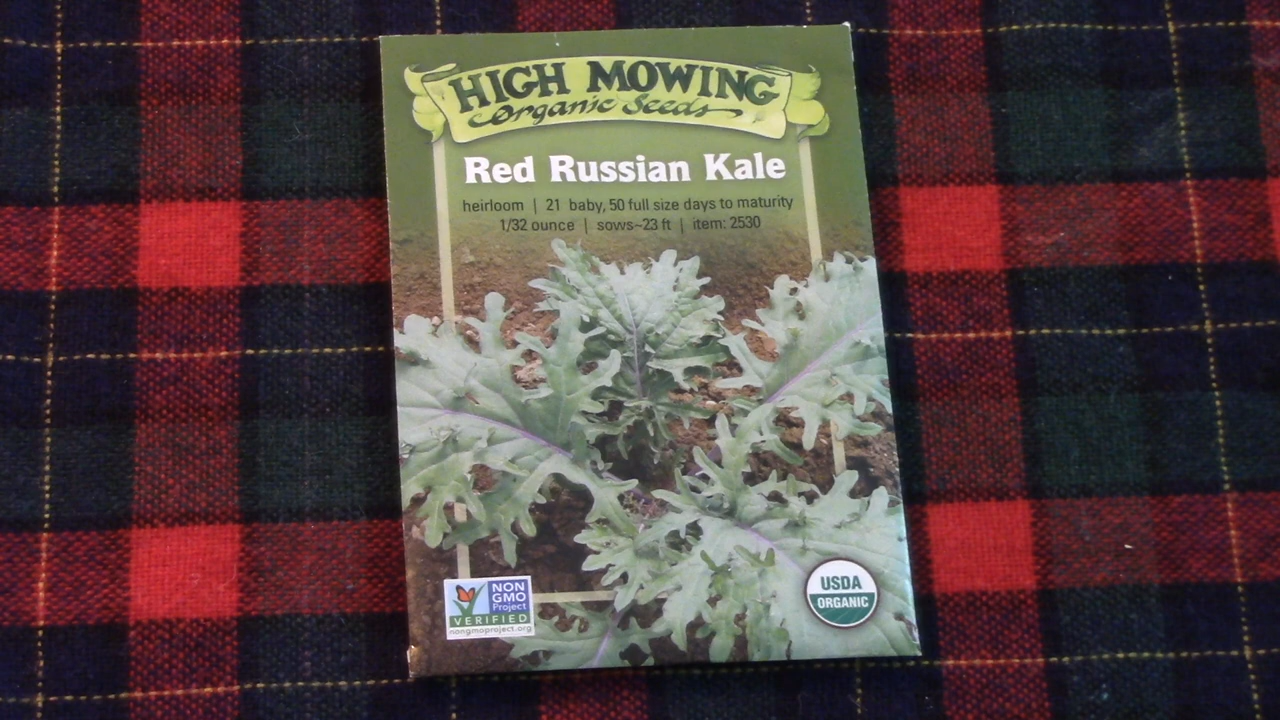 HIGH MOWING
Organic Seeds
Red Russian Kale
heirloom | 21 baby, 50 full size days to maturity
1/32 ounce | sows~23 ft | item: 2530
NON
GMO
Project
VERIFIED
nongmoproject.org
USDA
ORGANIC